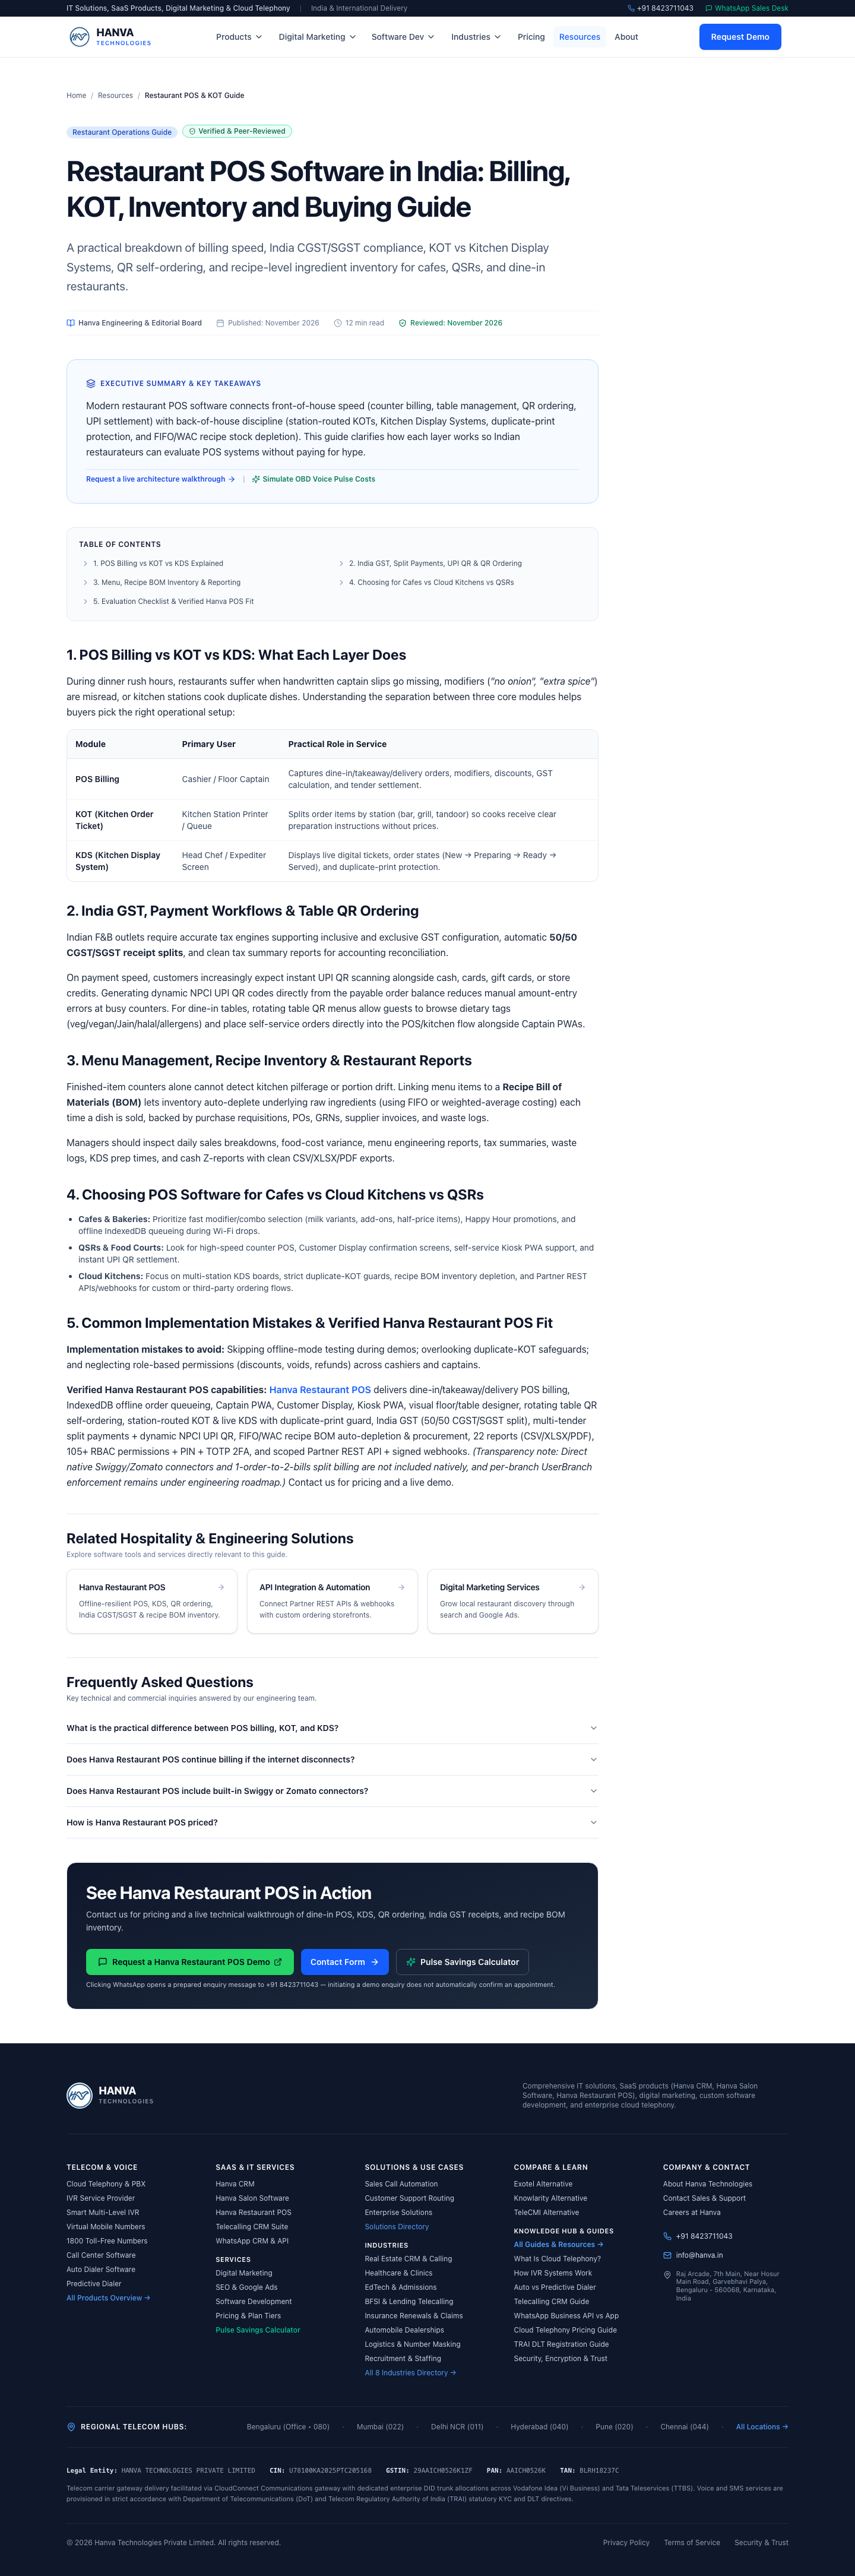 IT Solutions, SaaS Products, Digital Marketing & Cloud Telephony | India & International Delivery +91 8423711043 WhatsApp Sales Desk
HANVA
TECHNOLOGIES
Products Digital Marketing Software Dev Industries Pricing Resources About Request Demo
Home / Resources / Restaurant POS & KOT Guide
Restaurant Operations Guide Verified & Peer-Reviewed
Restaurant POS Software in India: Billing,
KOT, Inventory and Buying Guide
A practical breakdown of billing speed, India CGST/SGST compliance, KOT vs Kitchen Display
Systems, QR self-ordering, and recipe-level ingredient inventory for cafes, QSRs, and dine-in
restaurants.
Hanva Engineering & Editorial Board Published: November 2026 12 min read Reviewed: November 2026
EXECUTIVE SUMMARY & KEY TAKEAWAYS
Modern restaurant POS software connects front-of-house speed (counter billing, table management, QR ordering,
UPI settlement) with back-of-house discipline (station-routed KOTs, Kitchen Display Systems, duplicate-print
protection, and FIFO/WAC recipe stock depletion). This guide clarifies how each layer works so Indian
restaurateurs can evaluate POS systems without paying for hype.
Request a live architecture walkthrough → | Simulate OBD Voice Pulse Costs
TABLE OF CONTENTS
1. POS Billing vs KOT vs KDS Explained
2. India GST, Split Payments, UPI QR & QR Ordering
3. Menu, Recipe BOM Inventory & Reporting
4. Choosing for Cafes vs Cloud Kitchens vs QSRs
5. Evaluation Checklist & Verified Hanva POS Fit
1. POS Billing vs KOT vs KDS: What Each Layer Does
During dinner rush hours, restaurants suffer when handwritten captain slips go missing, modifiers ("no onion", "extra spice")
are misread, or kitchen stations cook duplicate dishes. Understanding the separation between three core modules helps
buyers pick the right operational setup:
Module Primary User Practical Role in Service
POS Billing Cashier / Floor Captain Captures dine-in/takeaway/delivery orders, modifiers, discounts, GST
calculation, and tender settlement.
KOT (Kitchen Order Kitchen Station Printer Splits order items by station (bar, grill, tandoor) so cooks receive clear
Ticket) / Queue preparation instructions without prices.
KDS (Kitchen Display Head Chef / Expediter Displays live digital tickets, order states (New → Preparing → Ready →
System) Screen Served), and duplicate-print protection.
2. India GST, Payment Workflows & Table QR Ordering
Indian F&B outlets require accurate tax engines supporting inclusive and exclusive GST configuration, automatic 50/50
CGST/SGST receipt splits, and clean tax summary reports for accounting reconciliation.
On payment speed, customers increasingly expect instant UPI QR scanning alongside cash, cards, gift cards, or store
credits. Generating dynamic NPCI UPI QR codes directly from the payable order balance reduces manual amount-entry
errors at busy counters. For dine-in tables, rotating table QR menus allow guests to browse dietary tags
(veg/vegan/Jain/halal/allergens) and place self-service orders directly into the POS/kitchen flow alongside Captain PWAs.
3. Menu Management, Recipe Inventory & Restaurant Reports
Finished-item counters alone cannot detect kitchen pilferage or portion drift. Linking menu items to a Recipe Bill of
Materials (BOM) lets inventory auto-deplete underlying raw ingredients (using FIFO or weighted-average costing) each
time a dish is sold, backed by purchase requisitions, POs, GRNs, supplier invoices, and waste logs.
Managers should inspect daily sales breakdowns, food-cost variance, menu engineering reports, tax summaries, waste
logs, KDS prep times, and cash Z-reports with clean CSV/XLSX/PDF exports.
4. Choosing POS Software for Cafes vs Cloud Kitchens vs QSRs
• Cafes & Bakeries: Prioritize fast modifier/combo selection (milk variants, add-ons, half-price items), Happy Hour promotions, and
offline IndexedDB queueing during Wi-Fi drops.
• QSRs & Food Courts: Look for high-speed counter POS, Customer Display confirmation screens, self-service Kiosk PWA support, and
instant UPI QR settlement.
• Cloud Kitchens: Focus on multi-station KDS boards, strict duplicate-KOT guards, recipe BOM inventory depletion, and Partner REST
APIs/webhooks for custom or third-party ordering flows.
5. Common Implementation Mistakes & Verified Hanva Restaurant POS Fit
Implementation mistakes to avoid: Skipping offline-mode testing during demos; overlooking duplicate-KOT safeguards;
and neglecting role-based permissions (discounts, voids, refunds) across cashiers and captains.
Verified Hanva Restaurant POS capabilities: Hanva Restaurant POS delivers dine-in/takeaway/delivery POS billing,
IndexedDB offline order queueing, Captain PWA, Customer Display, Kiosk PWA, visual floor/table designer, rotating table QR
self-ordering, station-routed KOT & live KDS with duplicate-print guard, India GST (50/50 CGST/SGST split), multi-tender
split payments + dynamic NPCI UPI QR, FIFO/WAC recipe BOM auto-depletion & procurement, 22 reports (CSV/XLSX/PDF),
105+ RBAC permissions + PIN + TOTP 2FA, and scoped Partner REST API + signed webhooks. (Transparency note: Direct
native Swiggy/Zomato connectors and 1-order-to-2-bills split billing are not included natively, and per-branch UserBranch
enforcement remains under engineering roadmap.) Contact us for pricing and a live demo.
Related Hospitality & Engineering Solutions
Explore software tools and services directly relevant to this guide.
Hanva Restaurant POS →
Offline-resilient POS, KDS, QR ordering,
India CGST/SGST & recipe BOM inventory.
API Integration & Automation →
Connect Partner REST APIs & webhooks
with custom ordering storefronts.
Digital Marketing Services →
Grow local restaurant discovery through
search and Google Ads.
Frequently Asked Questions
Key technical and commercial inquiries answered by our engineering team.
What is the practical difference between POS billing, KOT, and KDS?
Does Hanva Restaurant POS continue billing if the internet disconnects?
Does Hanva Restaurant POS include built-in Swiggy or Zomato connectors?
How is Hanva Restaurant POS priced?
See Hanva Restaurant POS in Action
Contact us for pricing and a live technical walkthrough of dine-in POS, KDS, QR ordering, India GST receipts, and recipe BOM
inventory.
Request a Hanva Restaurant POS Demo Contact Form → Pulse Savings Calculator
Clicking WhatsApp opens a prepared enquiry message to +91 8423711043 — initiating a demo enquiry does not automatically confirm an appointment.
HANVA
TECHNOLOGIES
Comprehensive IT solutions, SaaS products (Hanva CRM, Hanva Salon
Software, Hanva Restaurant POS), digital marketing, custom software
development, and enterprise cloud telephony.
TELECOM & VOICE
Cloud Telephony & PBX
IVR Service Provider
Smart Multi-Level IVR
Virtual Mobile Numbers
1800 Toll-Free Numbers
Call Center Software
Auto Dialer Software
Predictive Dialer
All Products Overview →
SAAS & IT SERVICES
Hanva CRM
Hanva Salon Software
Hanva Restaurant POS
Telecalling CRM Suite
WhatsApp CRM & API
SERVICES
Digital Marketing
SEO & Google Ads
Software Development
Pricing & Plan Tiers
Pulse Savings Calculator
SOLUTIONS & USE CASES
Sales Call Automation
Customer Support Routing
Enterprise Solutions
Solutions Directory
INDUSTRIES
Real Estate CRM & Calling
Healthcare & Clinics
EdTech & Admissions
BFSI & Lending Telecalling
Insurance Renewals & Claims
Automobile Dealerships
Logistics & Number Masking
Recruitment & Staffing
All 8 Industries Directory →
COMPARE & LEARN
Exotel Alternative
Knowlarity Alternative
TeleCMI Alternative
KNOWLEDGE HUB & GUIDES
All Guides & Resources →
What Is Cloud Telephony?
How IVR Systems Work
Auto vs Predictive Dialer
Telecalling CRM Guide
WhatsApp Business API vs App
Cloud Telephony Pricing Guide
TRAI DLT Registration Guide
Security, Encryption & Trust
COMPANY & CONTACT
About Hanva Technologies
Contact Sales & Support
Careers at Hanva
+91 8423711043
info@hanva.in
Raj Arcade, 7th Main, Near Hosur
Main Road, Garvebhavi Palya,
Bengaluru - 560068, Karnataka,
India
REGIONAL TELECOM HUBS: Bengaluru (Office • 080) · Mumbai (022) · Delhi NCR (011) · Hyderabad (040) · Pune (020) · Chennai (044) · All Locations →
Legal Entity: HANVA TECHNOLOGIES PRIVATE LIMITED CIN: U78100KA2025PTC205168 GSTIN: 29AAICH0526K1ZF PAN: AAICH0526K TAN: BLRH18237C
Telecom carrier gateway delivery facilitated via CloudConnect Communications gateway with dedicated enterprise DID trunk allocations across Vodafone Idea (Vi Business) and Tata Teleservices (TTBS). Voice and SMS services are
provisioned in strict accordance with Department of Telecommunications (DoT) and Telecom Regulatory Authority of India (TRAI) statutory KYC and DLT directives.
© 2026 Hanva Technologies Private Limited. All rights reserved. Privacy Policy Terms of Service Security & Trust